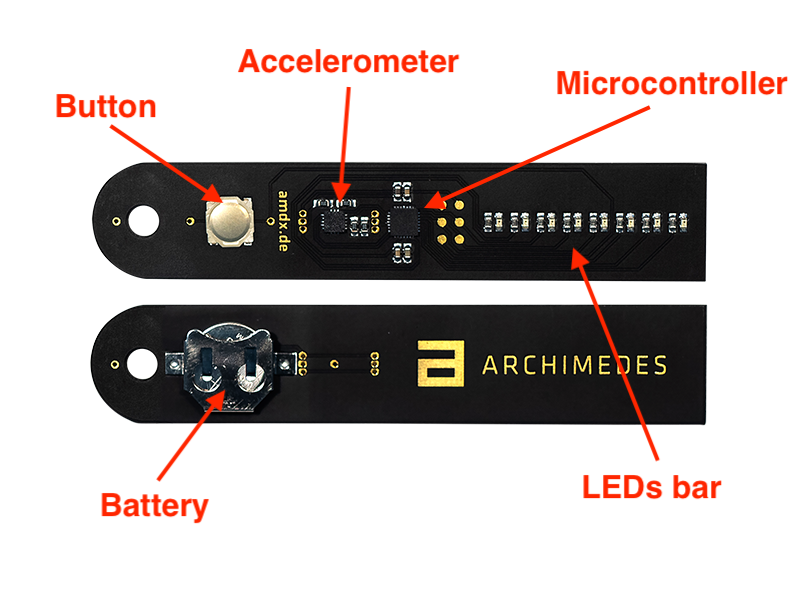 Accelerometer
Microcontroller
Button
amdx.de
ARCHIMEDES
LEDs bar
Battery